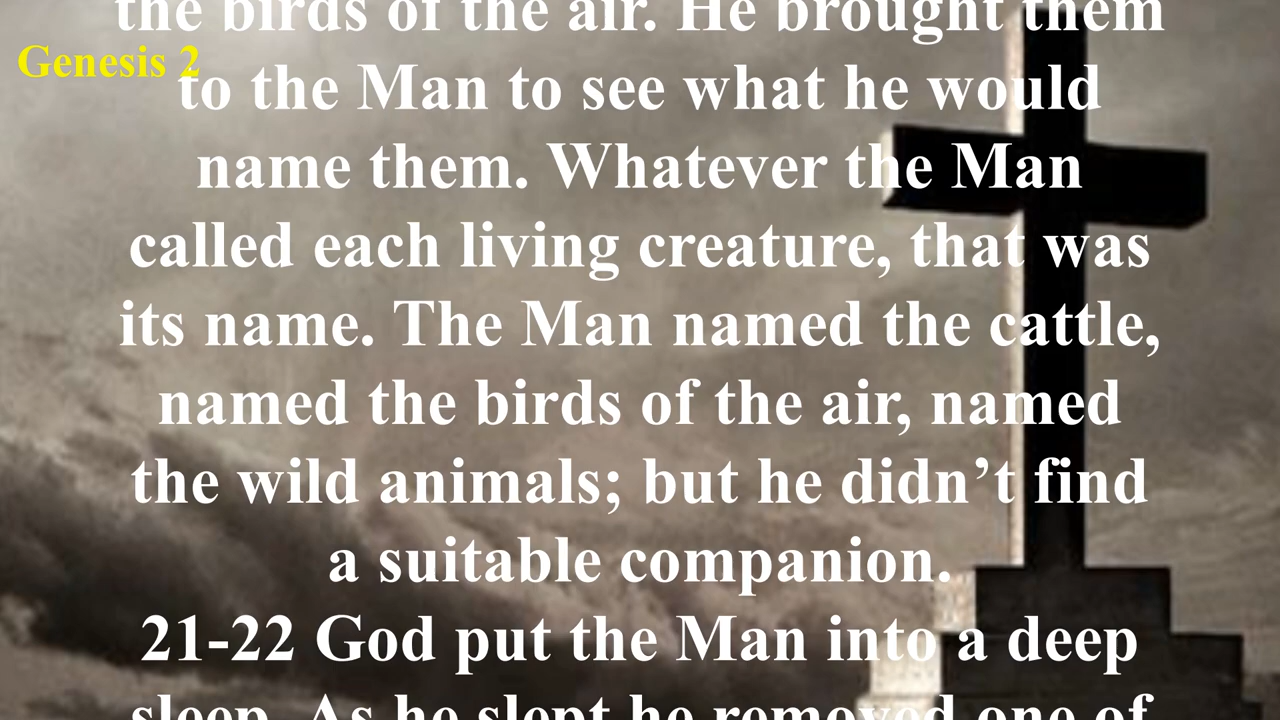 the birds of the air. He brought them
Genesis 2
to the Man to see what he would
name them. Whatever the Man
called each living creature, that was
its name. The Man named the cattle,
named the birds of the air, named
the wild animals; but he didn’t find
a suitable companion.
21-22 God put the Man into a deep
sleep. As he slept he removed one of